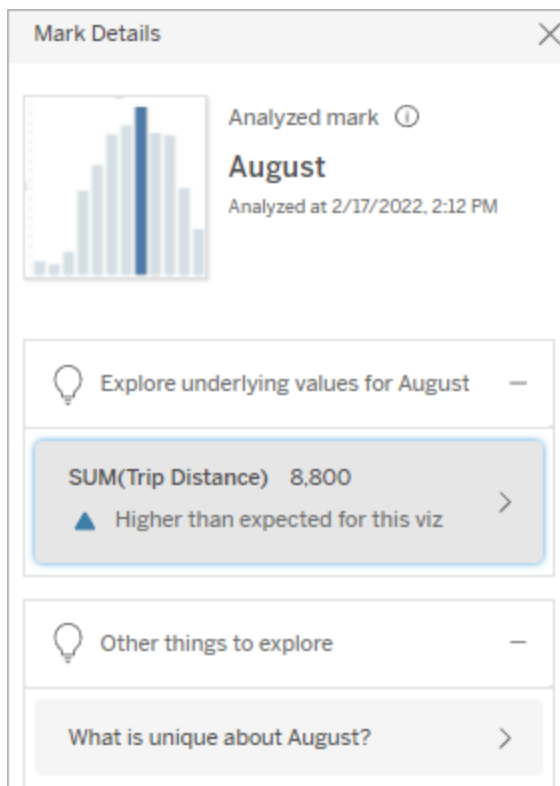 Mark Details
Analyzed mark
August
Analyzed at 2/17/2022, 2:12 PM
Explore underlying values for August
SUM(Trip Distance) 8,800
Higher than expected for this viz
Other things to explore
What is unique about August?